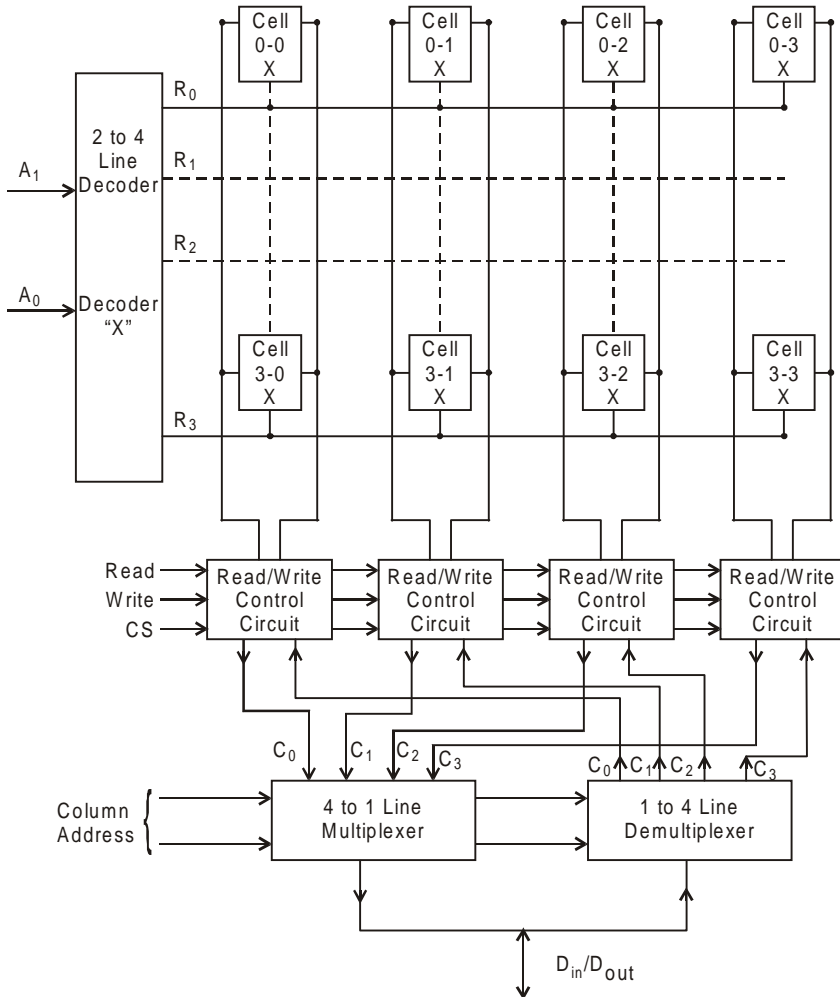 Cell
0-0
X
Cell
0-1
X
Cell
0-2
X
Cell
0-3
X
R0
2 to 4
Line
Decoder
A1
R1
R2
A0
Decoder
“X”
Cell
3-0
X
Cell
3-1
X
Cell
3-2
X
Cell
3-3
X
R3
Read
Write
CS
Read/Write
Control
Circuit
Read/Write
Control
Circuit
Read/Write
Control
Circuit
Read/Write
Control
Circuit
C0
C1
C2
C3
C0
C1
C2
C3
Column
Address
4 to 1 Line
Multiplexer
1 to 4 Line
Demultiplexer
Din/Dout